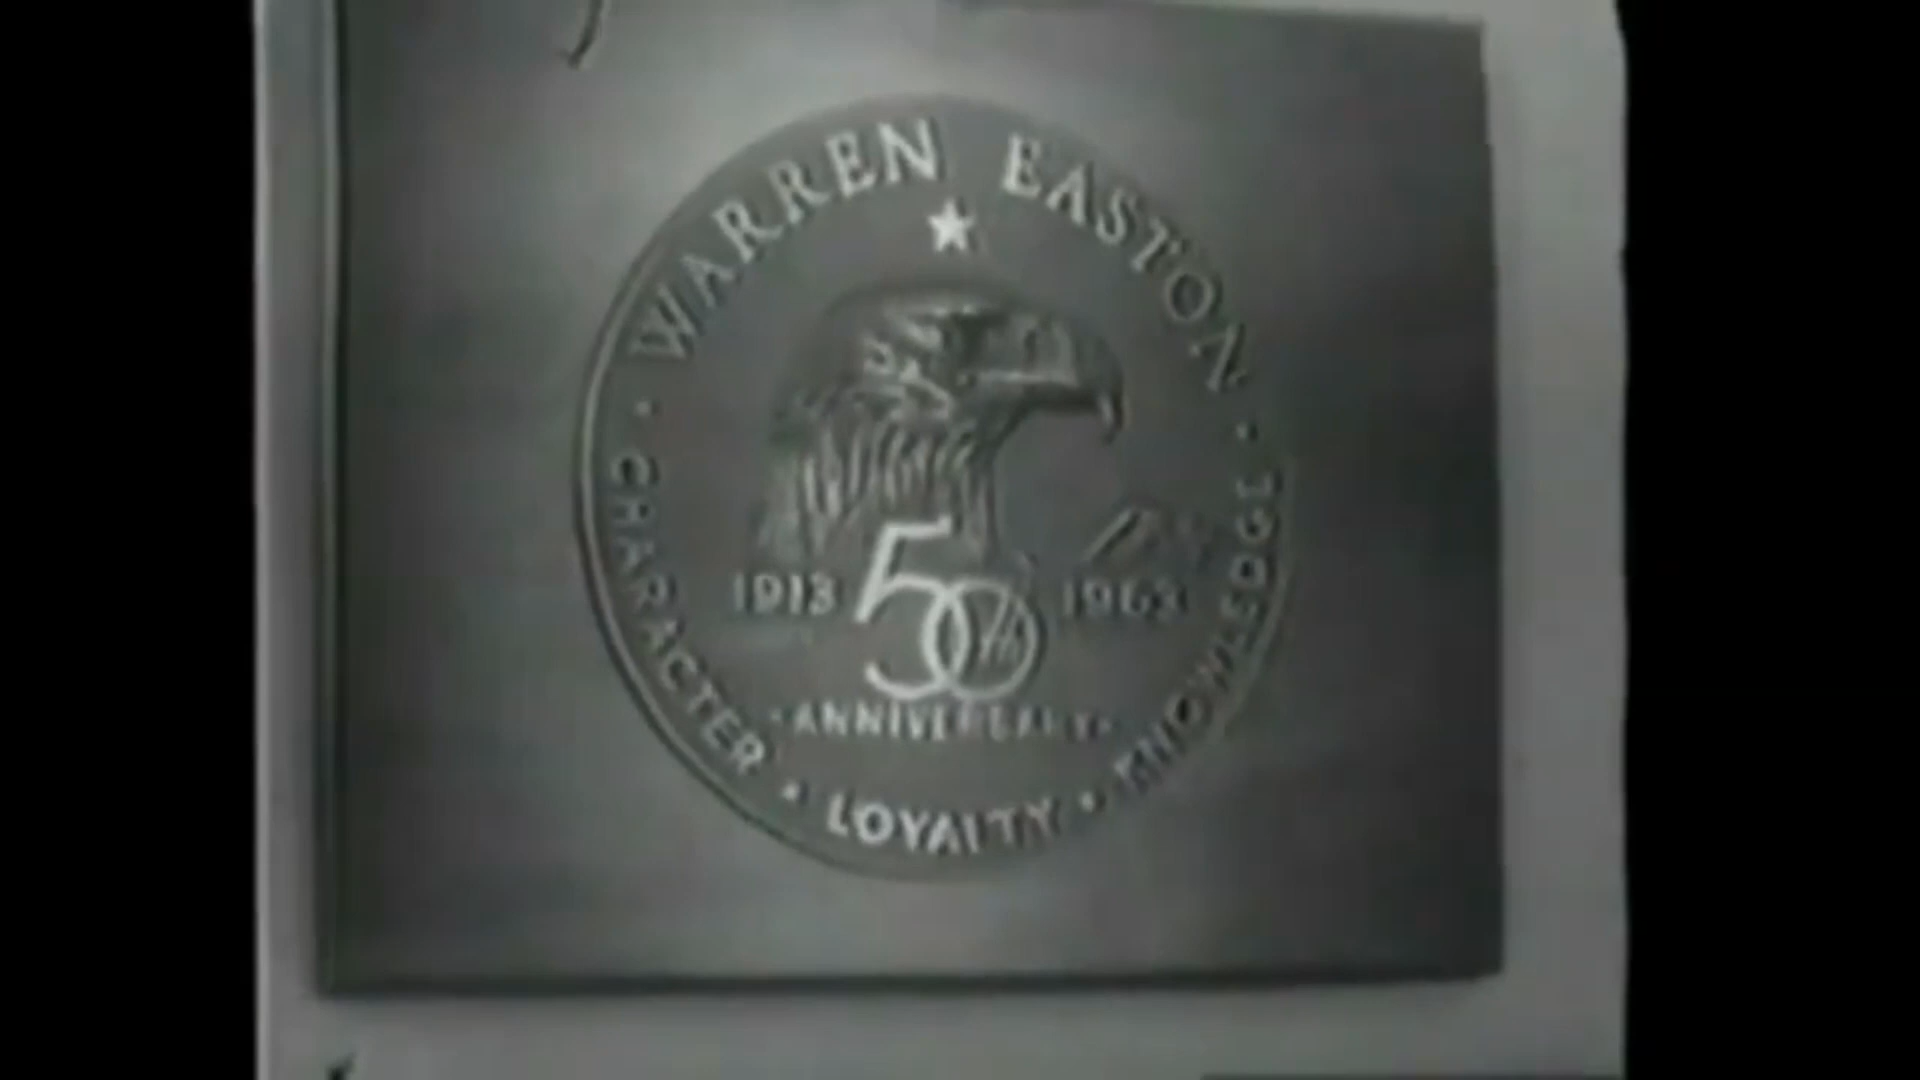 WARREN EASTON
1913 50th 1963
• ANNIVERSARY •
• CHARACTER • LOYALTY • KNOWLEDGE •